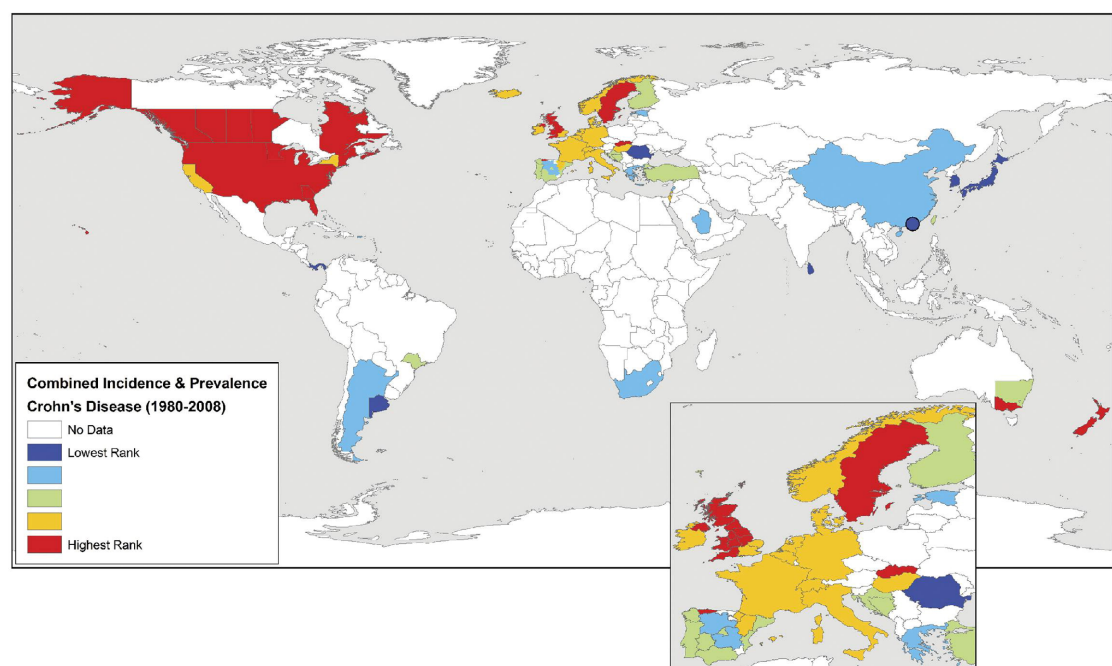 Combined Incidence & Prevalence
Crohn's Disease (1980-2008)
No Data
Lowest Rank
Highest Rank